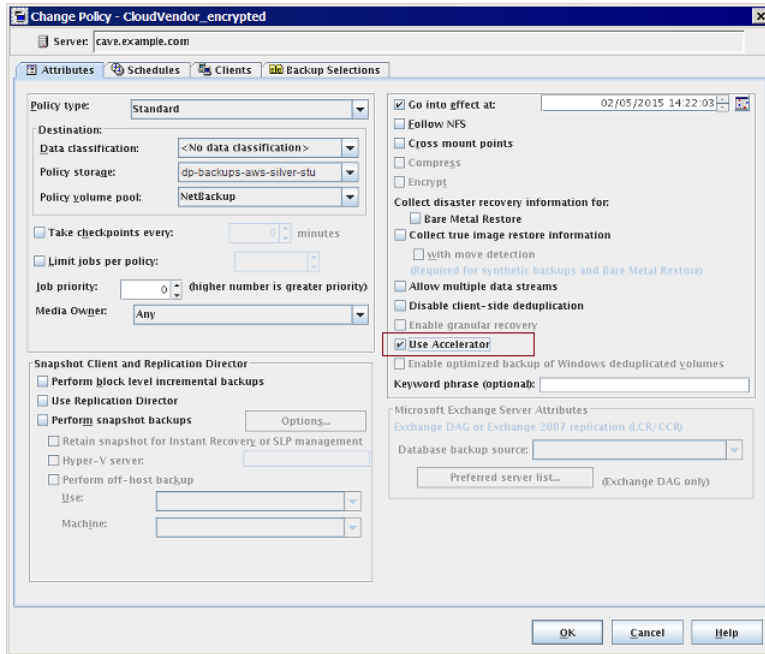 Change Policy - CloudVendor_encrypted
Server: cave.example.com
Attributes Schedules Clients Backup Selections
Policy type: Standard
Destination:
Data classification: <No data classification>
Policy storage: dp-backups-aws-silver-stu
Policy volume pool: NetBackup
Take checkpoints every: 0 minutes
Limit jobs per policy:
Job priority: 0 (higher number is greater priority)
Media Owner: Any
Snapshot Client and Replication Director
Perform block level incremental backups
Use Replication Director
Perform snapshot backups Options...
Retain snapshot for Instant Recovery or SLP management
Hyper-V server:
Perform off-host backup
Use:
Machine:
Go into effect at: 02/05/2015 14:22:03
Follow NFS
Cross mount points
Compress
Encrypt
Collect disaster recovery information for:
Bare Metal Restore
Collect true image restore information
with move detection
(Required for synthetic backups and Bare Metal Restore)
Allow multiple data streams
Disable client-side deduplication
Enable granular recovery
Use Accelerator
Enable optimized backup of Windows deduplicated volumes
Keyword phrase (optional):
Microsoft Exchange Server Attributes
Exchange DAG or Exchange 2007 replication (LCR/CCR)
Database backup source:
Preferred server list... (Exchange DAG only)
OK Cancel Help